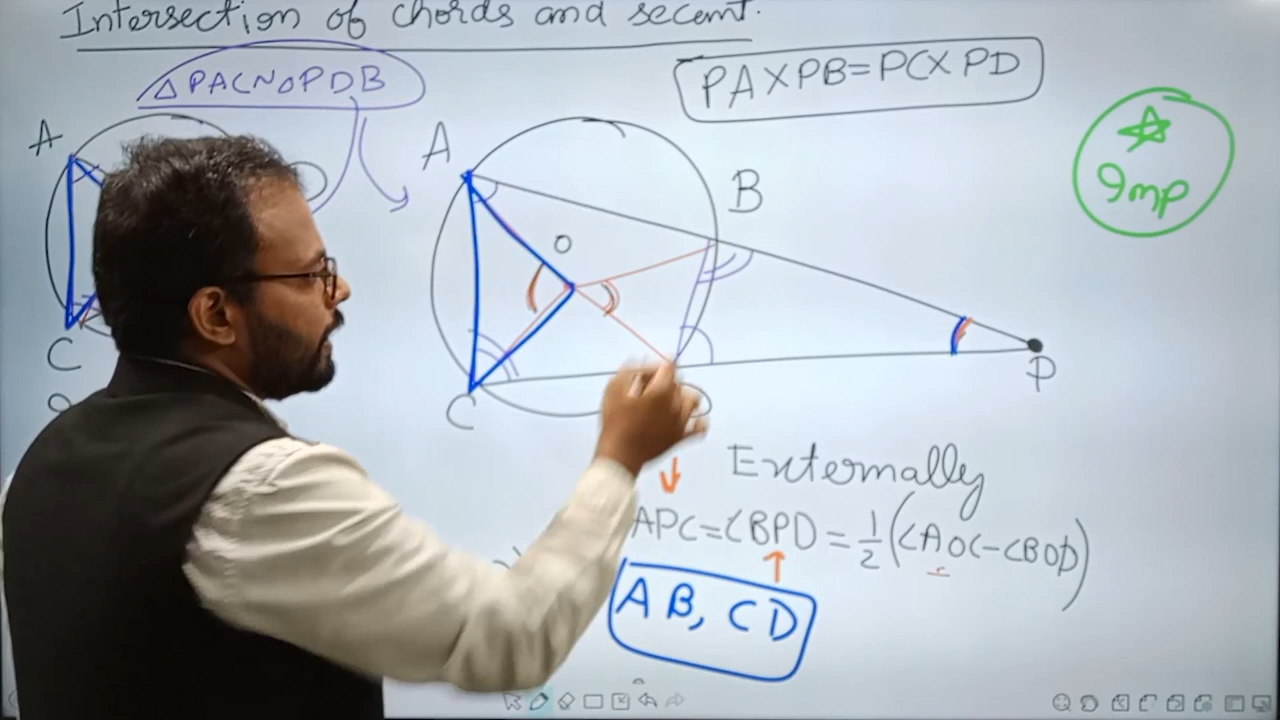 Intersection of chords and secant.
△PAC~△PDB
PA×PB=PC×PD
Imp
A
A
B
O
C
C
P
Externally
APC=∠BPD=1/2(∠AOC-∠BOD)
AB, CD